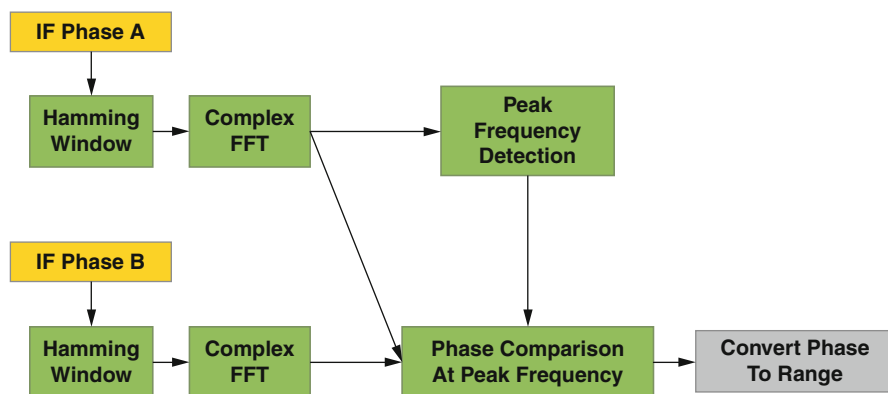 IF Phase A
Hamming
Window
Complex
FFT
Peak
Frequency
Detection
IF Phase B
Hamming
Window
Complex
FFT
Phase Comparison
At Peak Frequency
Convert Phase
To Range